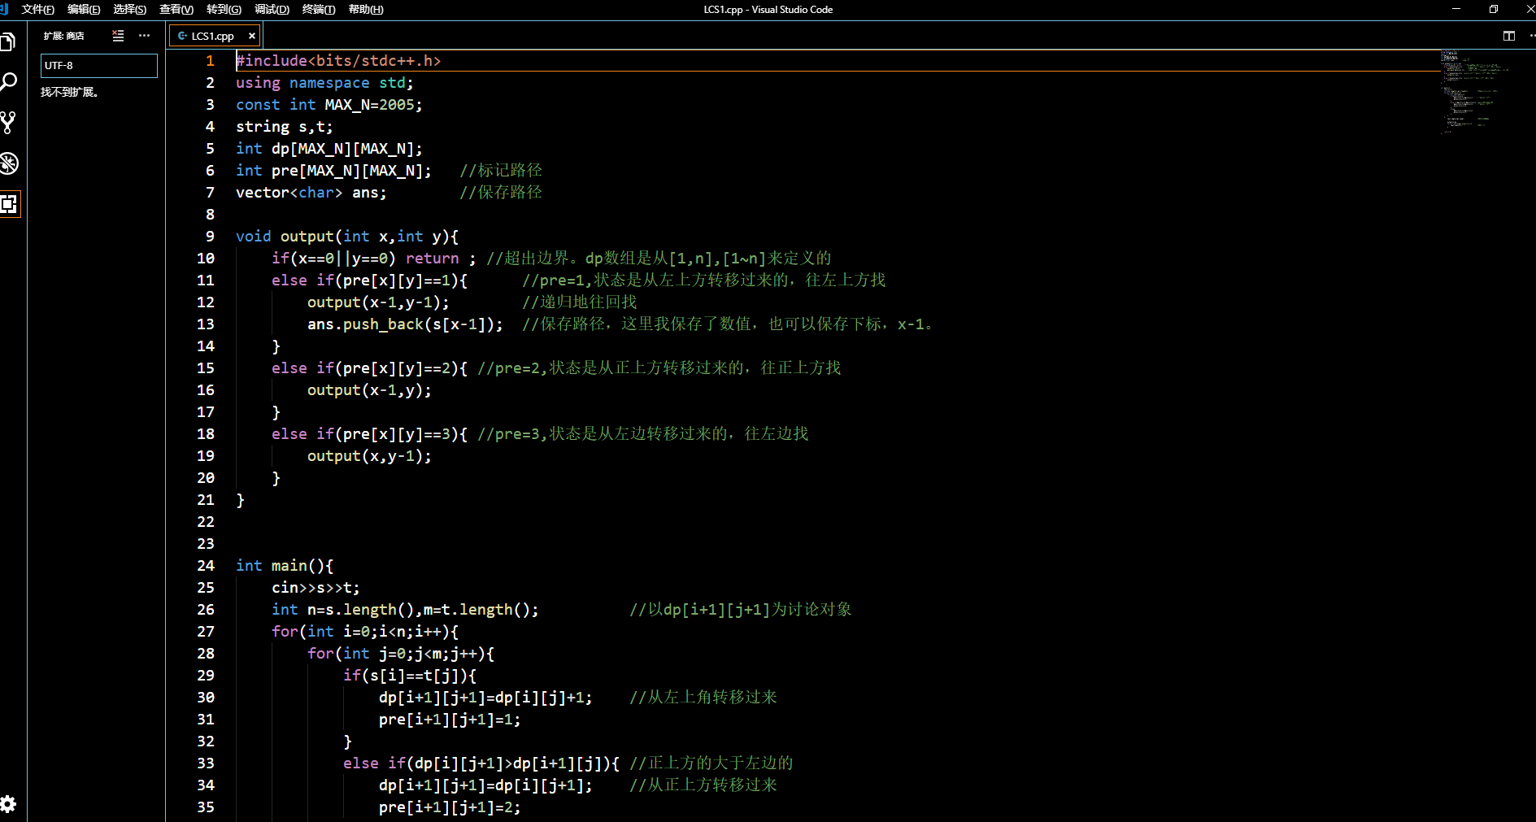 文件(F) 编辑(E) 选择(S) 查看(V) 转到(G) 调试(D) 终端(T) 帮助(H) LCS1.cpp - Visual Studio Code
扩展: 商店
LCS1.cpp
UTF-8
找不到扩展。
1 #include<bits/stdc++.h>
2 using namespace std;
3 const int MAX_N=2005;
4 string s,t;
5 int dp[MAX_N][MAX_N];
6 int pre[MAX_N][MAX_N]; //标记路径
7 vector<char> ans; //保存路径
8
9 void output(int x,int y){
10 if(x==0||y==0) return ; //超出边界。dp数组是从[1,n],[1~n]来定义的
11 else if(pre[x][y]==1){ //pre=1,状态是从左上方转移过来的，往左上方找
12 output(x-1,y-1); //递归地往回找
13 ans.push_back(s[x-1]); //保存路径，这里我保存了数值，也可以保存下标，x-1。
14 }
15 else if(pre[x][y]==2){ //pre=2,状态是从正上方转移过来的，往正上方找
16 output(x-1,y);
17 }
18 else if(pre[x][y]==3){ //pre=3,状态是从左边转移过来的，往左边找
19 output(x,y-1);
20 }
21 }
22
23
24 int main(){
25 cin>>s>>t;
26 int n=s.length(),m=t.length(); //以dp[i+1][j+1]为讨论对象
27 for(int i=0;i<n;i++){
28 for(int j=0;j<m;j++){
29 if(s[i]==t[j]){
30 dp[i+1][j+1]=dp[i][j]+1; //从左上角转移过来
31 pre[i+1][j+1]=1;
32 }
33 else if(dp[i][j+1]>dp[i+1][j]){ //正上方的大于左边的
34 dp[i+1][j+1]=dp[i][j+1]; //从正上方转移过来
35 pre[i+1][j+1]=2;